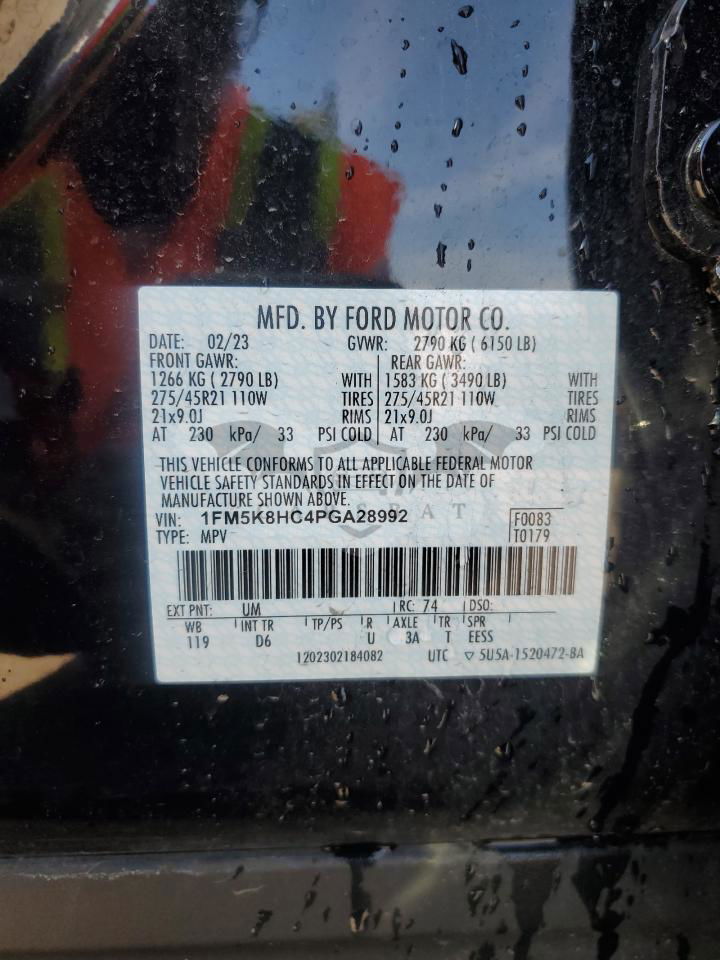 MFD. BY FORD MOTOR CO.
DATE: 02/23 GVWR: 2790 KG ( 6150 LB)
FRONT GAWR: REAR GAWR:
1266 KG ( 2790 LB) WITH 1583 KG ( 3490 LB) WITH
275/45R21 110W TIRES 275/45R21 110W TIRES
21x9.0J RIMS 21x9.0J RIMS
AT 230 kPa/ 33 PSI COLD AT 230 kPa/ 33 PSI COLD
THIS VEHICLE CONFORMS TO ALL APPLICABLE FEDERAL MOTOR
VEHICLE SAFETY STANDARDS IN EFFECT ON THE DATE OF
MANUFACTURE SHOWN ABOVE.
VIN: 1FM5K8HC4PGA28992 F0083
TYPE: MPV T0179
EXT PNT: UM RC: 74 DSO:
WB INT TR TP/PS R AXLE TR SPR
119 D6 U 3A T EESS
1202302184082 UTC ▽ 5U5A-1520472-BA